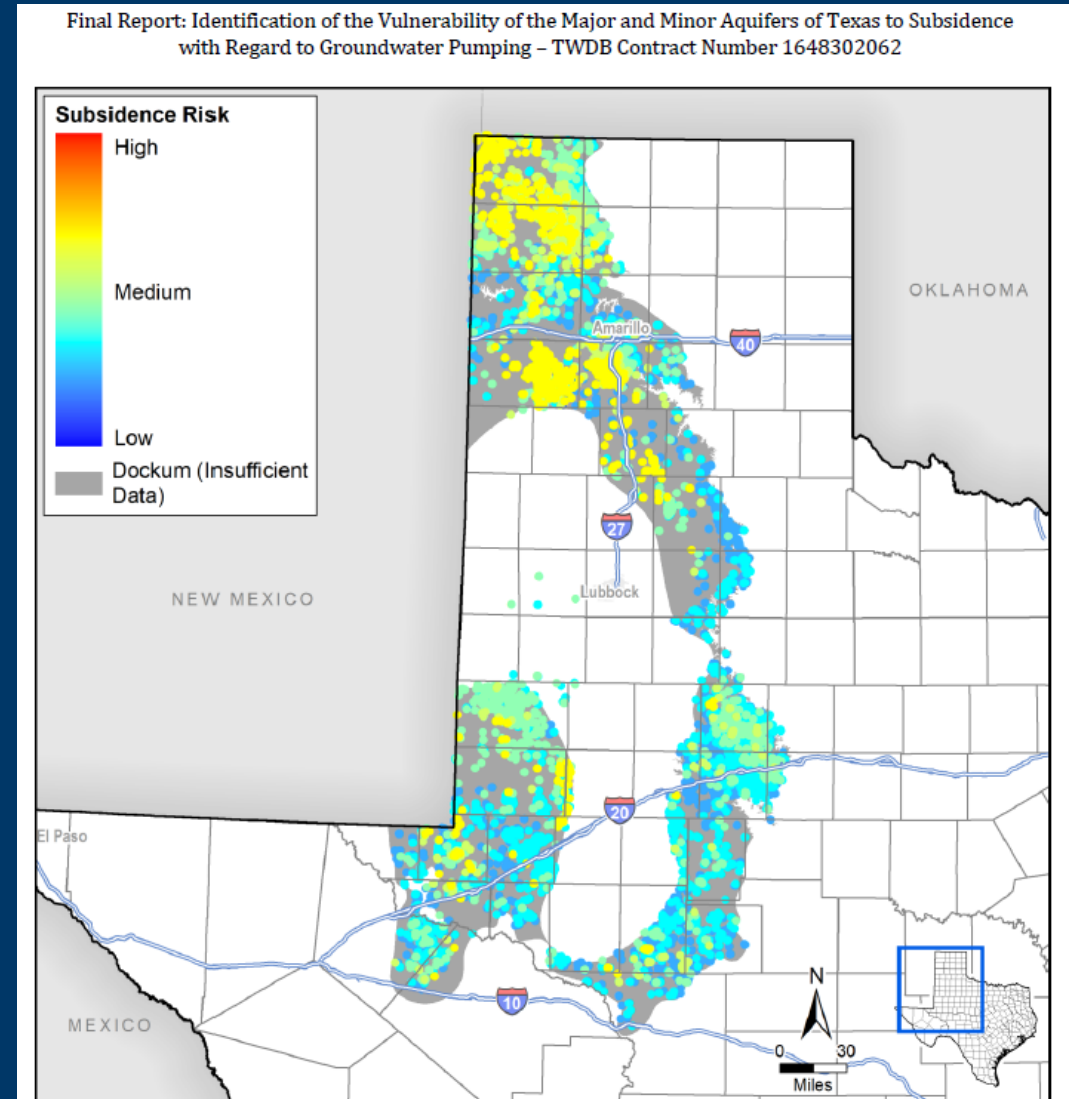 Final Report: Identification of the Vulnerability of the Major and Minor Aquifers of Texas to Subsidence
with Regard to Groundwater Pumping – TWDB Contract Number 1648302062
Subsidence Risk
High
Medium
Low
Dockum (Insufficient
Data)
OKLAHOMA
Amarillo
40
27
NEW MEXICO
Lubbock
20
El Paso
N
10
MEXICO
0 30
Miles